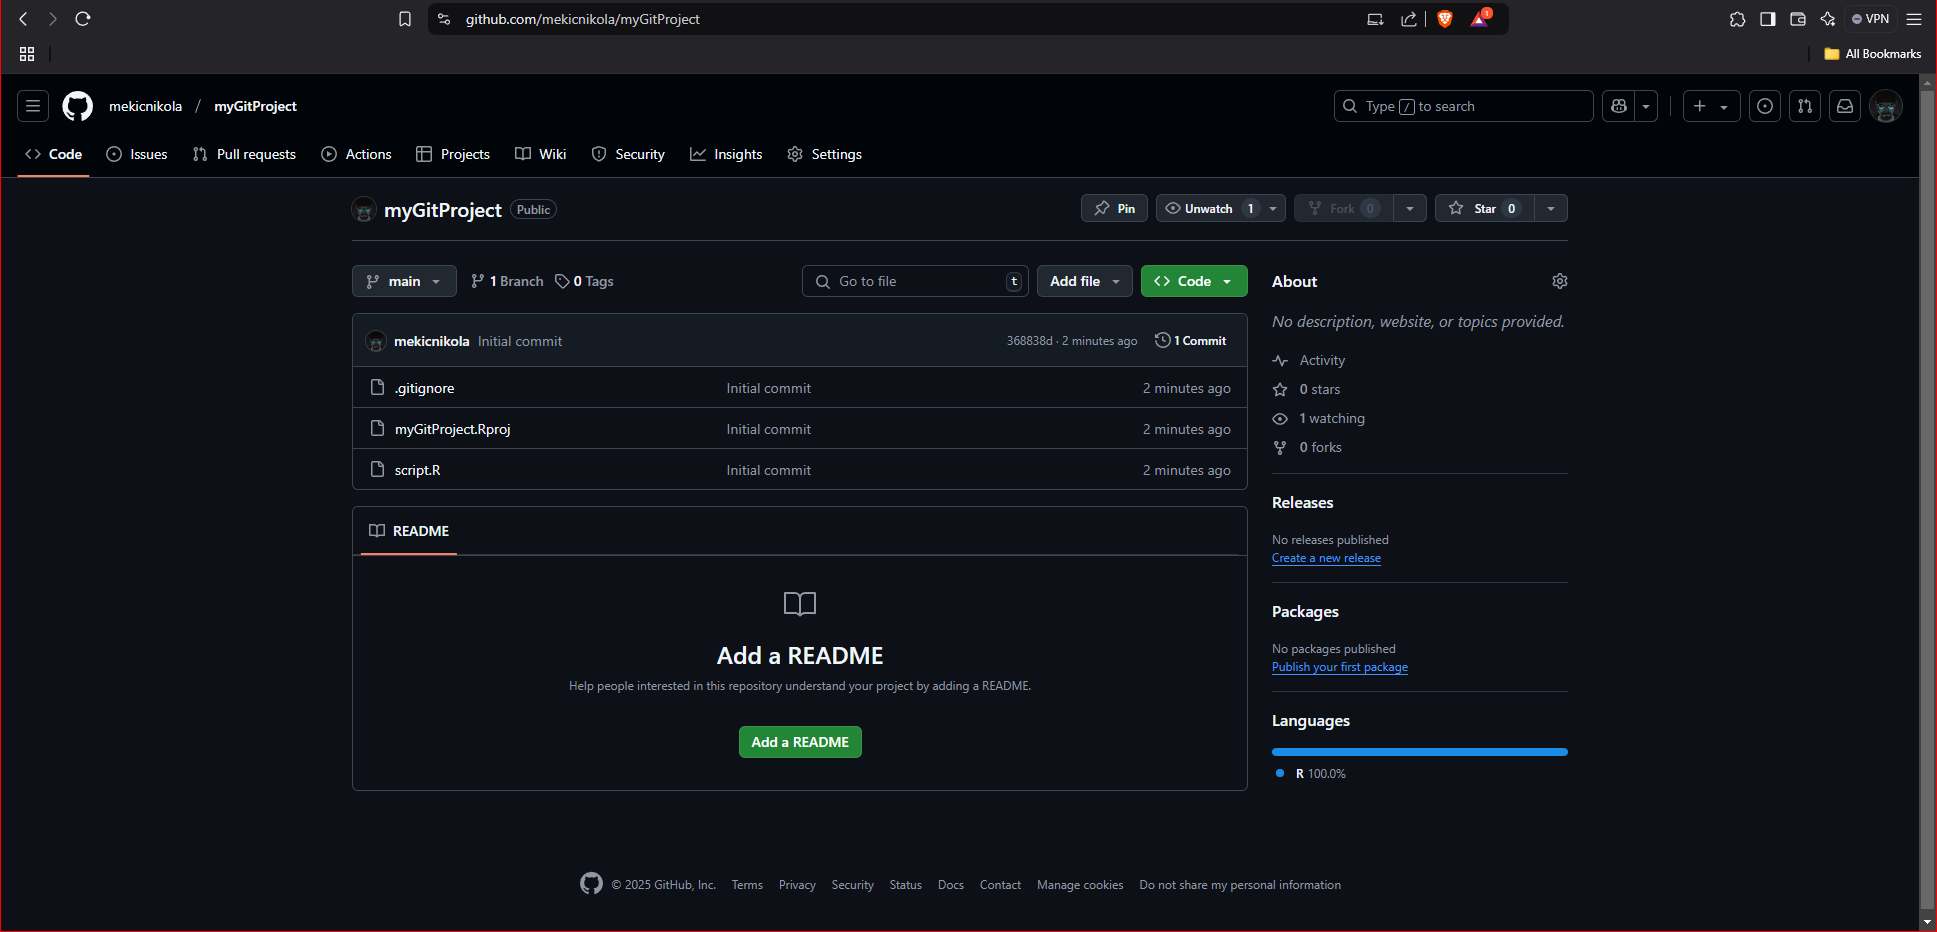 github.com/mekicnikola/myGitProject
1
VPN
All Bookmarks
mekicnikola / myGitProject
Type / to search
Code
Issues
Pull requests
Actions
Projects
Wiki
Security
Insights
Settings
myGitProject Public
Pin
Unwatch 1
Fork 0
Star 0
main
1 Branch
0 Tags
Go to file t
Add file
Code
mekicnikola Initial commit 368838d · 2 minutes ago 1 Commit
.gitignore Initial commit 2 minutes ago
myGitProject.Rproj Initial commit 2 minutes ago
script.R Initial commit 2 minutes ago
README
Add a README
Help people interested in this repository understand your project by adding a README.
Add a README
About
No description, website, or topics provided.
Activity
0 stars
1 watching
0 forks
Releases
No releases published
Create a new release
Packages
No packages published
Publish your first package
Languages
R 100.0%
© 2025 GitHub, Inc. Terms Privacy Security Status Docs Contact Manage cookies Do not share my personal information